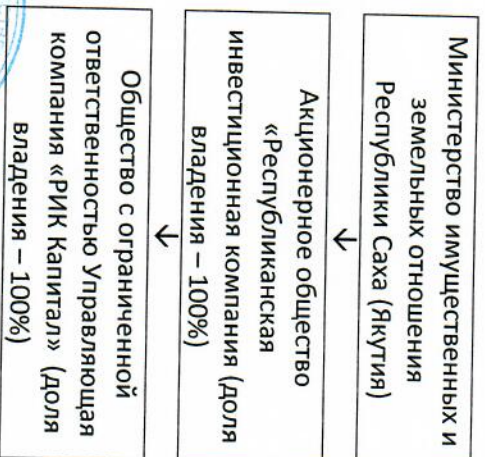 Министерство имущественных и
земельных отношения
Республики Саха (Якутия)
↓
Акционерное общество
«Республиканская
инвестиционная компания (доля
владения – 100%)
↓
Общество с ограниченной
ответственностью Управляющая
компания «РИК Капитал» (доля
владения – 100%)